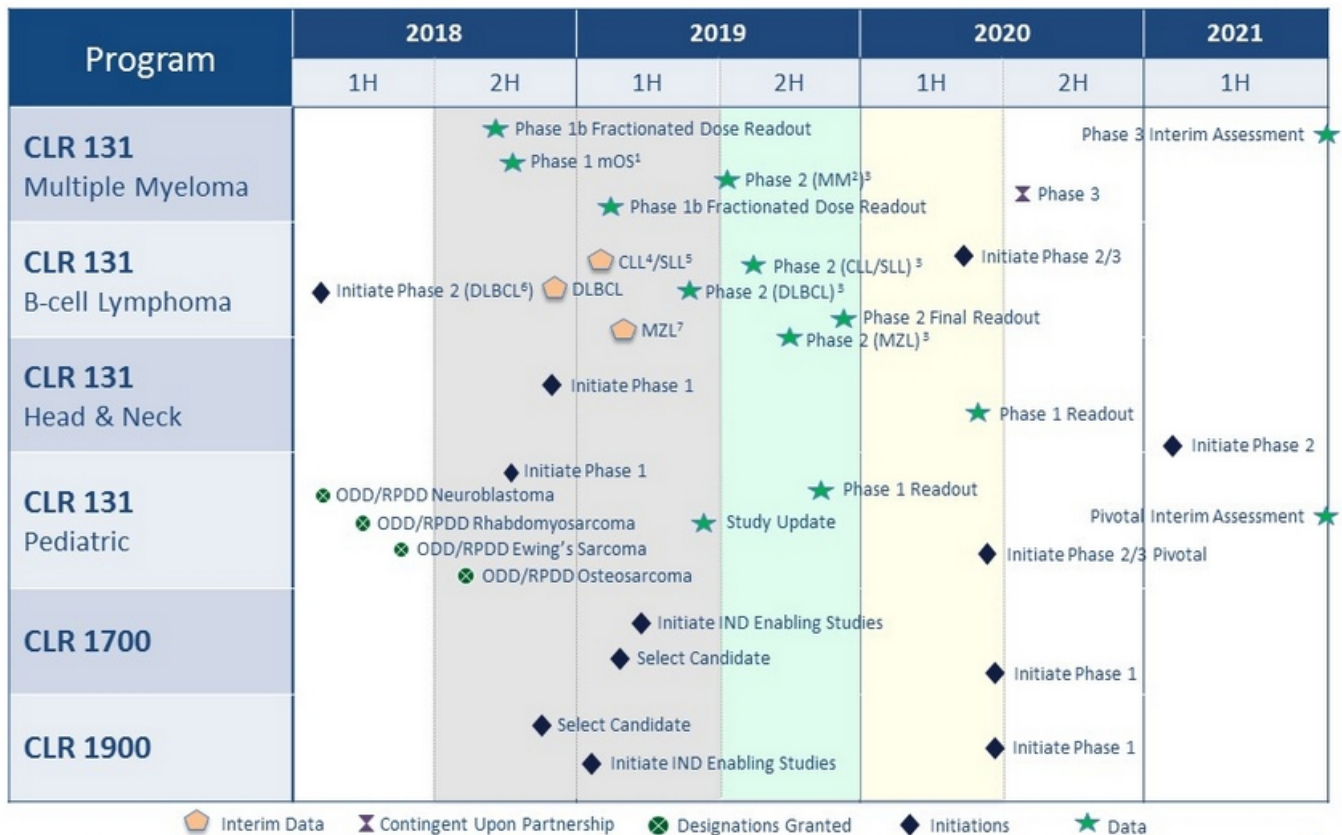 Program
2018
2019
2020
2021
1H
2H
1H
2H
1H
2H
1H
CLR 131
Multiple Myeloma
Phase 1b Fractionated Dose Readout
Phase 3 Interim Assessment
Phase 1 mOS¹
Phase 2 (MM²)³
Phase 3
Phase 1b Fractionated Dose Readout
CLR 131
B-cell Lymphoma
Initiate Phase 2/3
CLL⁴/SLL⁵
Phase 2 (CLL/SLL) ³
Initiate Phase 2 (DLBCL⁶)
DLBCL
Phase 2 (DLBCL) ³
Phase 2 Final Readout
MZL⁷
Phase 2 (MZL) ³
CLR 131
Head & Neck
Initiate Phase 1
Phase 1 Readout
Initiate Phase 2
CLR 131
Pediatric
Initiate Phase 1
Phase 1 Readout
ODD/RPDD Neuroblastoma
Pivotal Interim Assessment
ODD/RPDD Rhabdomyosarcoma
Study Update
ODD/RPDD Ewing's Sarcoma
Initiate Phase 2/3 Pivotal
ODD/RPDD Osteosarcoma
CLR 1700
Initiate IND Enabling Studies
Select Candidate
Initiate Phase 1
CLR 1900
Select Candidate
Initiate Phase 1
Initiate IND Enabling Studies
Interim Data
Contingent Upon Partnership
Designations Granted
Initiations
Data